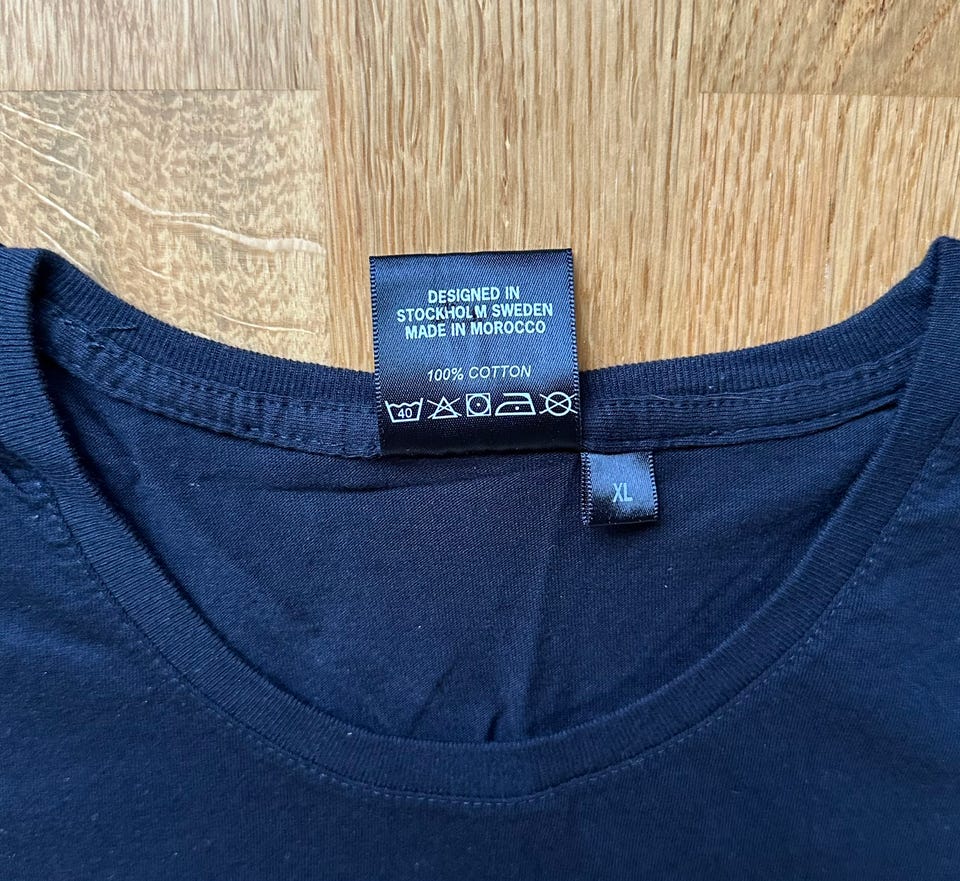 DESIGNED IN
STOCKHOLM SWEDEN
MADE IN MOROCCO
100% COTTON
40
XL